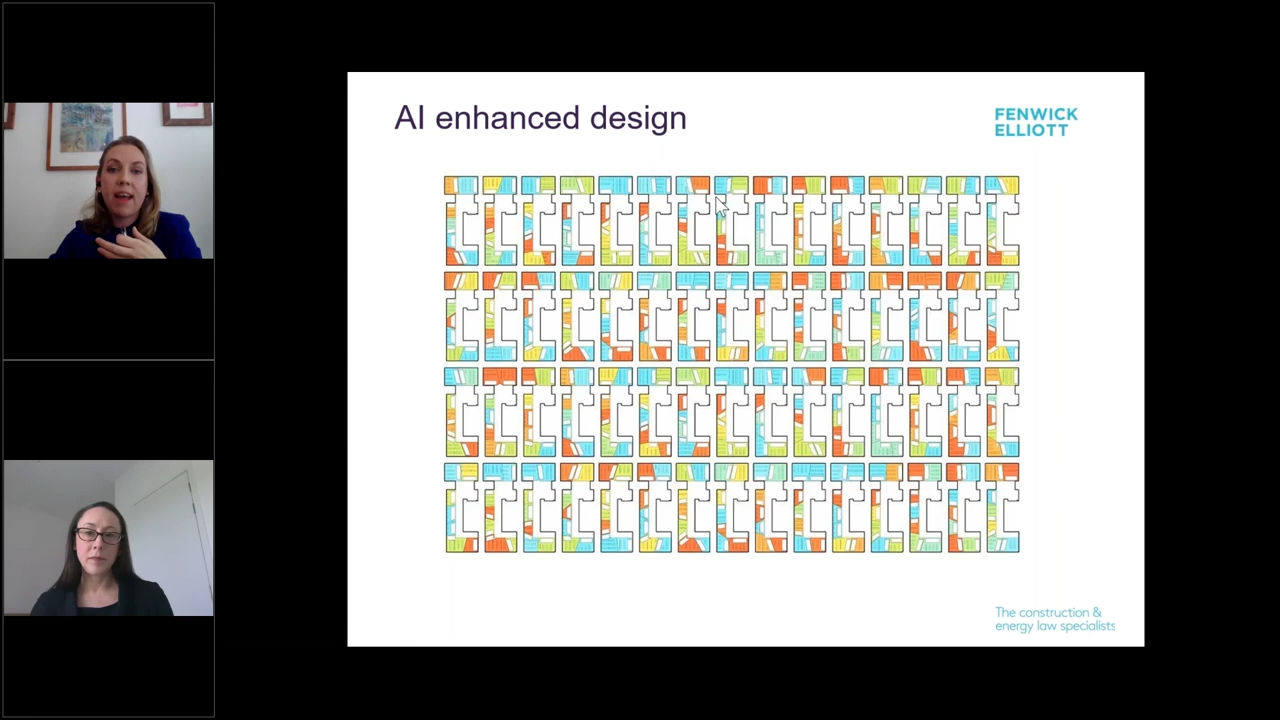 AI enhanced design
FENWICK
ELLIOTT
The construction &
energy law specialists